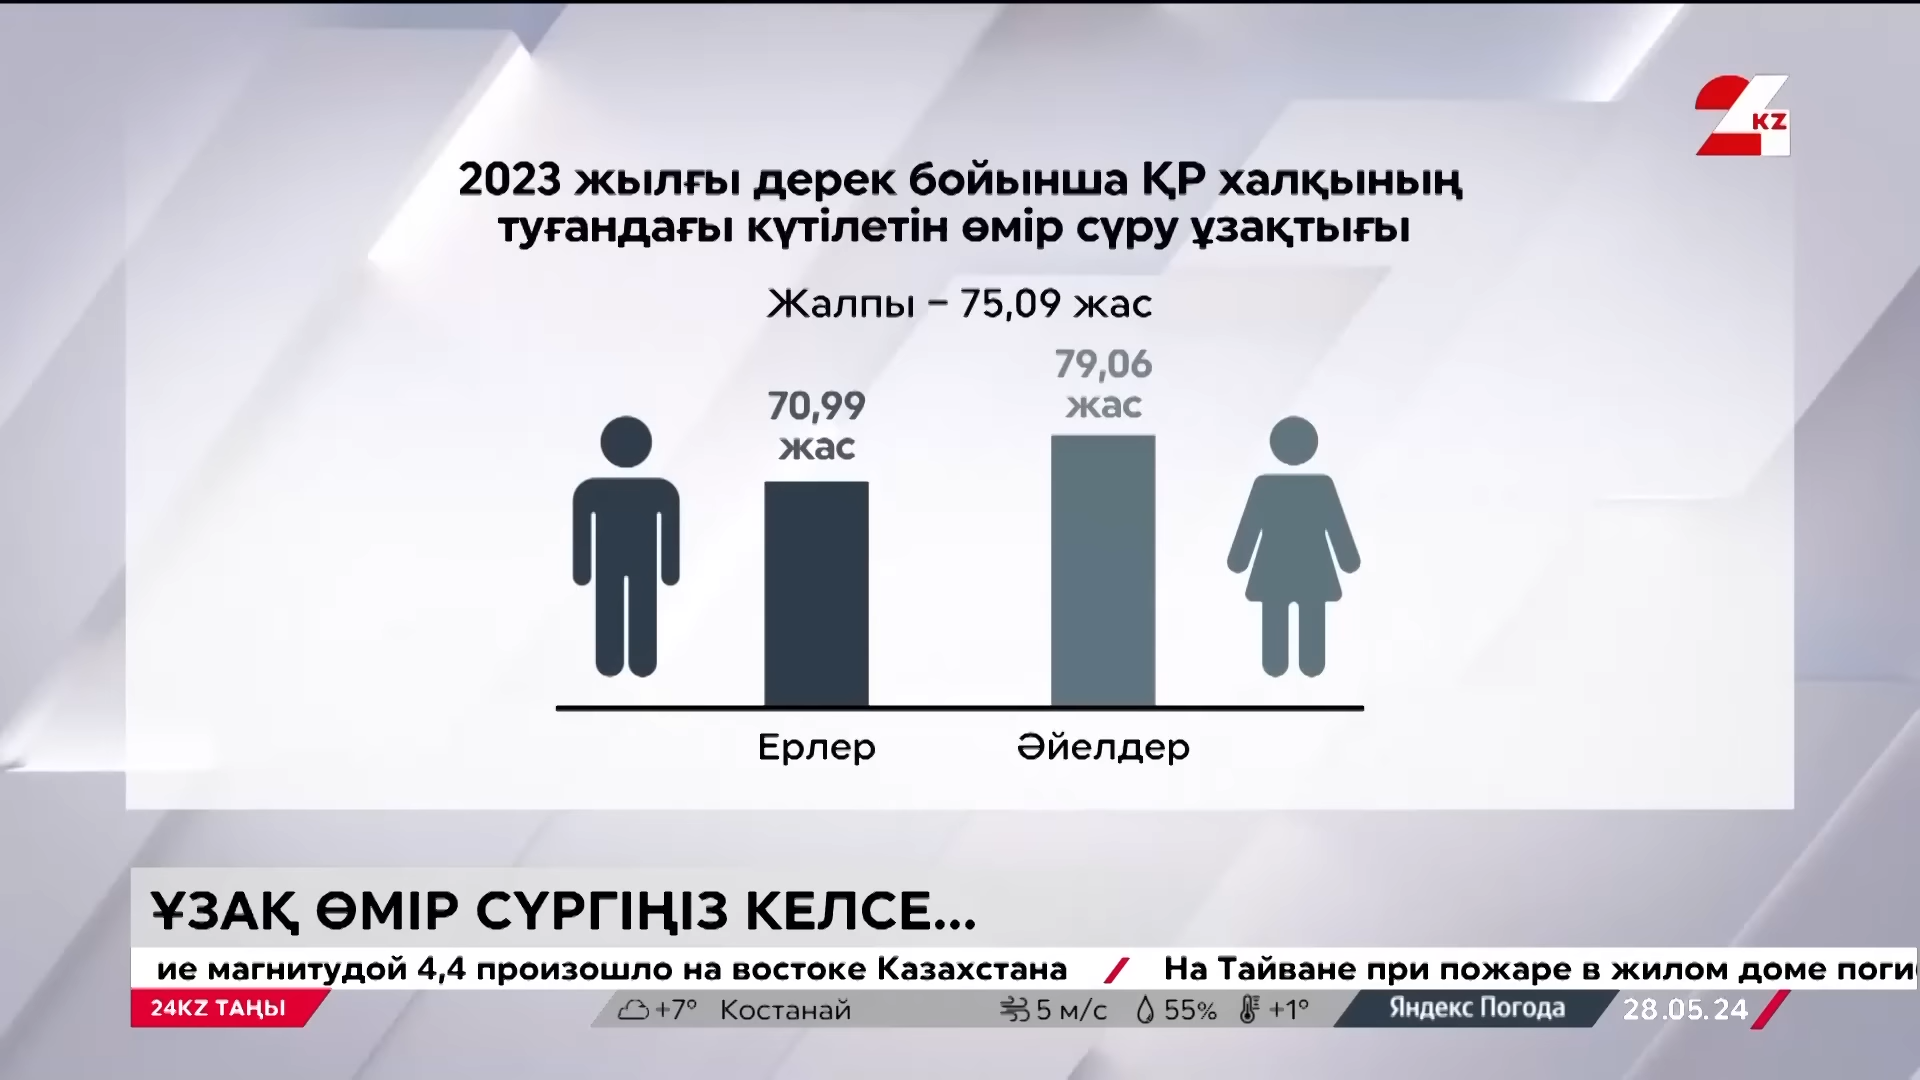 24
KZ
2023 жылғы дерек бойынша ҚР халқының
туғандағы күтілетін өмір сүру ұзақтығы
Жалпы – 75,09 жас
70,99
жас
79,06
жас
Ерлер
Әйелдер
ҰЗАҚ ӨМІР СҮРГІҢІЗ КЕЛСЕ...
ие магнитудой 4,4 произошло на востоке Казахстана / На Тайване при пожаре в жилом доме
24KZ ТАҢЫ
+7° Костанай 5 м/с 55% +1° Яндекс Погода 28.05.24